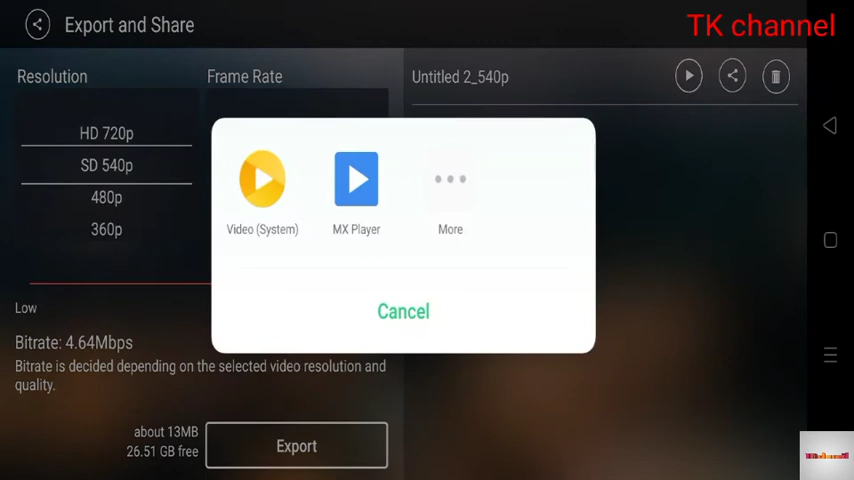 Export and Share
TK channel
Resolution
Frame Rate
Untitled 2_540p
HD 720p
SD 540p
480p
360p
Video (System)
MX Player
More
Cancel
Low
Bitrate: 4.64Mbps
Bitrate is decided depending on the selected video resolution and
quality.
about 13MB
26.51 GB free
Export